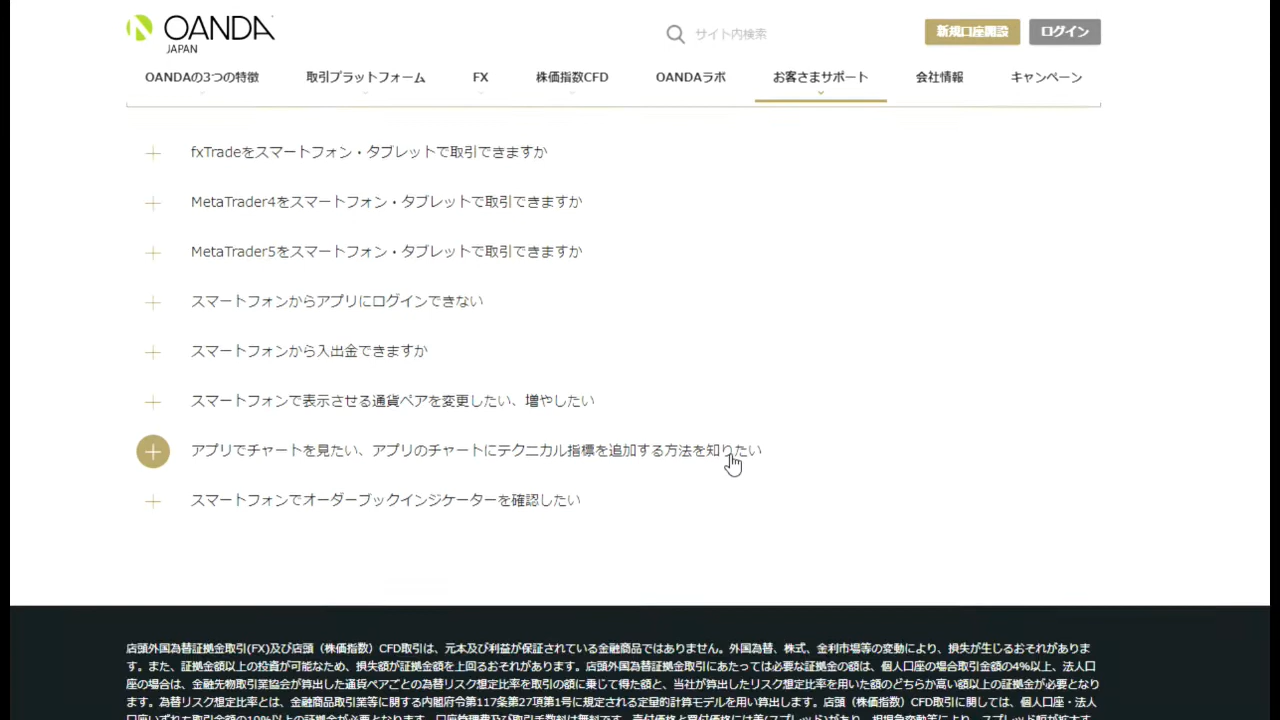 OANDA
JAPAN
サイト内検索
新規口座開設
ログイン
OANDAの3つの特徴
取引プラットフォーム
FX
株価指数CFD
OANDAラボ
お客さまサポート
会社情報
キャンペーン
fxTradeをスマートフォン・タブレットで取引できますか
MetaTrader4をスマートフォン・タブレットで取引できますか
MetaTrader5をスマートフォン・タブレットで取引できますか
スマートフォンからアプリにログインできない
スマートフォンから入出金できますか
スマートフォンで表示させる通貨ペアを変更したい、増やしたい
アプリでチャートを見たい、アプリのチャートにテクニカル指標を追加する方法を知りたい
スマートフォンでオーダーブックインジケーターを確認したい
店頭外国為替証拠金取引(FX)及び店頭（株価指数）CFD取引は、元本及び利益が保証されている金融商品ではありません。外国為替、株式、金利市場等の変動により、損失が生じるおそれがありま
す。また、証拠金額以上の投資が可能なため、損失額が証拠金額を上回るおそれがあります。店頭外国為替証拠金取引にあたっては必要な証拠金の額は、個人口座の場合取引金額の4%以上、法人口
座の場合は、金融先物取引業協会が算出した通貨ペアごとの為替リスク想定比率を取引の額に乗じて得た額と、当社が算出したリスク想定比率を用いた額のどちらか高い額以上の証拠金が必要となり
ます。為替リスク想定比率とは、金融商品取引業等に関する内閣府令第117条第27項第1号に規定される定量的計算モデルを用い算出します。店頭（株価指数）CFD取引に関しては、個人口座・法人